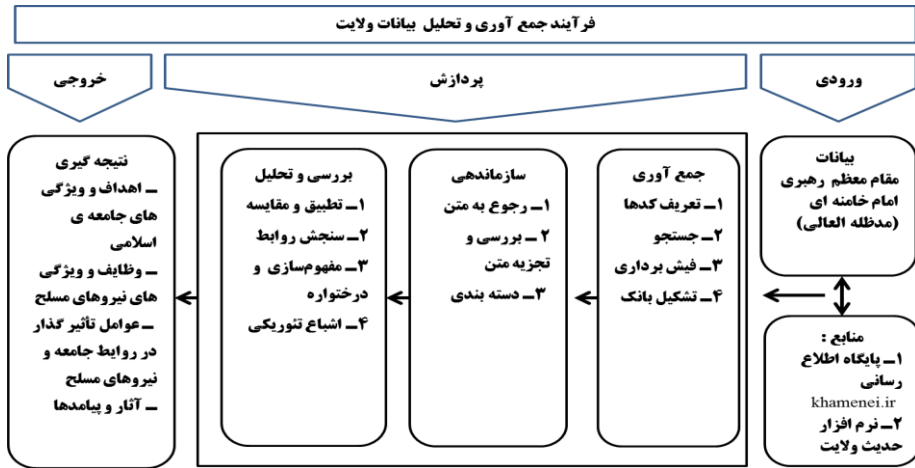 فرآیند جمع آوری و تحلیل بیانات ولایت
ورودی
پردازش
خروجی
بیانات
مقام معظم رهبری
امام خامنه ای
(مدظله العالی)
منابع :
۱ـ پایگاه اطلاع
رسانی
khamenei.ir
۲ـ نرم افزار
حدیث ولایت
جمع آوری
۱ـ تعریف کدها
۲ـ جستجو
۳ـ فیش برداری
۴ـ تشکیل بانک
سازماندهی
۱ـ رجوع به متن
۲ ـ بررسی و
تجزیه متن
۳ـ دسته بندی
بررسی و تحلیل
۱ـ تطبیق و مقایسه
۲ـ سنجش روابط
۳ـ مفهوم‌سازی و
درختواره
۴ـ اشباع تئوریکی
نتیجه گیری
ـ اهداف و ویژگی
های جامعه ی
اسلامی
ـ وظایف و ویژگی
های نیروهای مسلح
ـ عوامل تأثیر گذار
در روابط جامعه و
نیروهای مسلح
ـ آثار و پیامدها